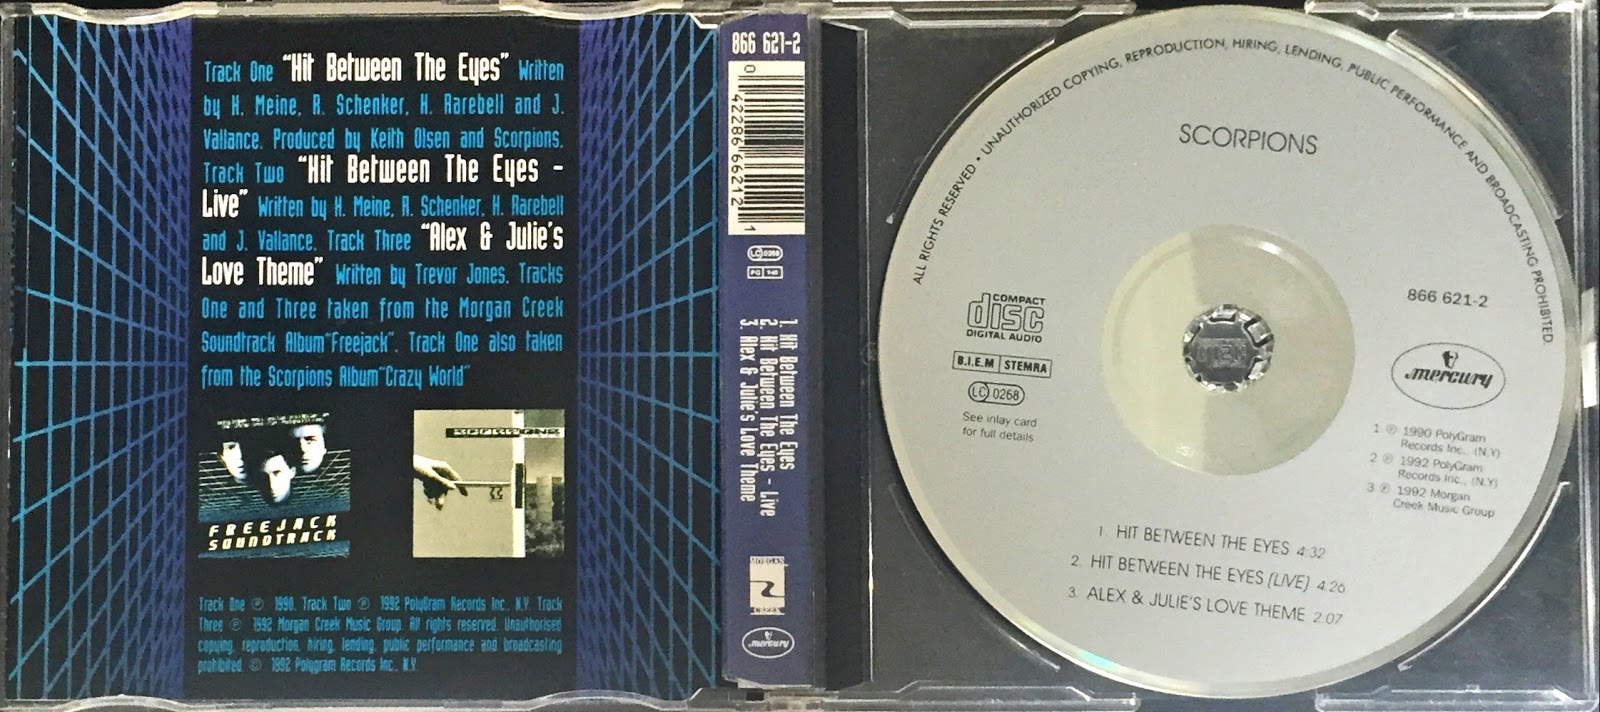 Track One "Hit Between The Eyes" Written
by K. Meine, R. Schenker, H. Rarebell and J.
Vallance. Produced by Keith Olsen and Scorpions.
Track Two "Hit Between The Eyes -
Live" Written by K. Meine, R. Schenker, H. Rarebell
and J. Vallance. Track Three "Alex & Julie's
Love Theme" Written by Trevor Jones. Tracks
One and Three taken from the Morgan Creek
Soundtrack Album"Freejack". Track One also taken
from the Scorpions Album"Crazy World"
FREEJACK
SOUNDTRACK
SCORPIONS
Track One ℗ 1990. Track Two ℗ 1992 PolyGram Records Inc., N.Y. Track
Three ℗ 1992 Morgan Creek Music Group. All rights reserved. Unauthorised
copying, reproduction, hiring, lending, public performance and broadcasting
prohibited © 1992 Polygram Records Inc., N.Y.
866 621-2
0 42286 66212 1
LC 0268
1. Hit Between The Eyes
2. Hit Between The Eyes - Live
3. Alex & Julie's Love Theme
MORGAN
CREEK
mercury
ALL RIGHTS RESERVED • UNAUTHORIZED COPYING, REPRODUCTION, HIRING, LENDING, PUBLIC PERFORMANCE AND BROADCASTING PROHIBITED.
SCORPIONS
COMPACT
disc
DIGITAL AUDIO
B.I.E.M STEMRA
LC 0268
See inlay card
for full details
866 621-2
mercury
1 ℗ 1990 PolyGram
Records Inc., (N.Y)
2 ℗ 1992 PolyGram
Records Inc., (N.Y)
3 ℗ 1992 Morgan
Creek Music Group
1. HIT BETWEEN THE EYES 4:32
2. HIT BETWEEN THE EYES (LIVE) 4:26
3. ALEX & JULIE'S LOVE THEME 2:07